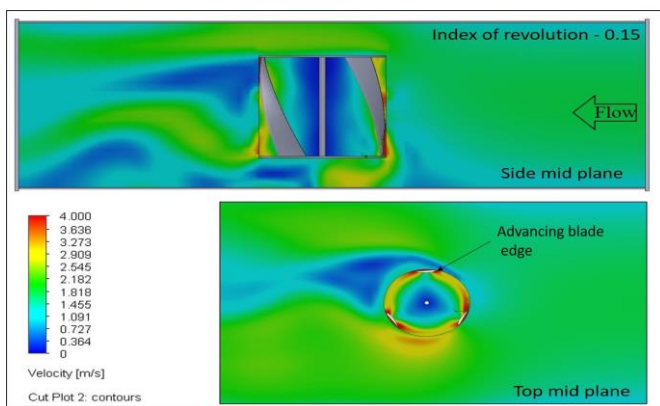 Index of revolution - 0.15
Flow
Side mid plane
4.000
3.636
3.273
2.909
2.545
2.182
1.818
1.455
1.091
0.727
0.364
0
Velocity [m/s]
Cut Plot 2: contours
Advancing blade
edge
Top mid plane